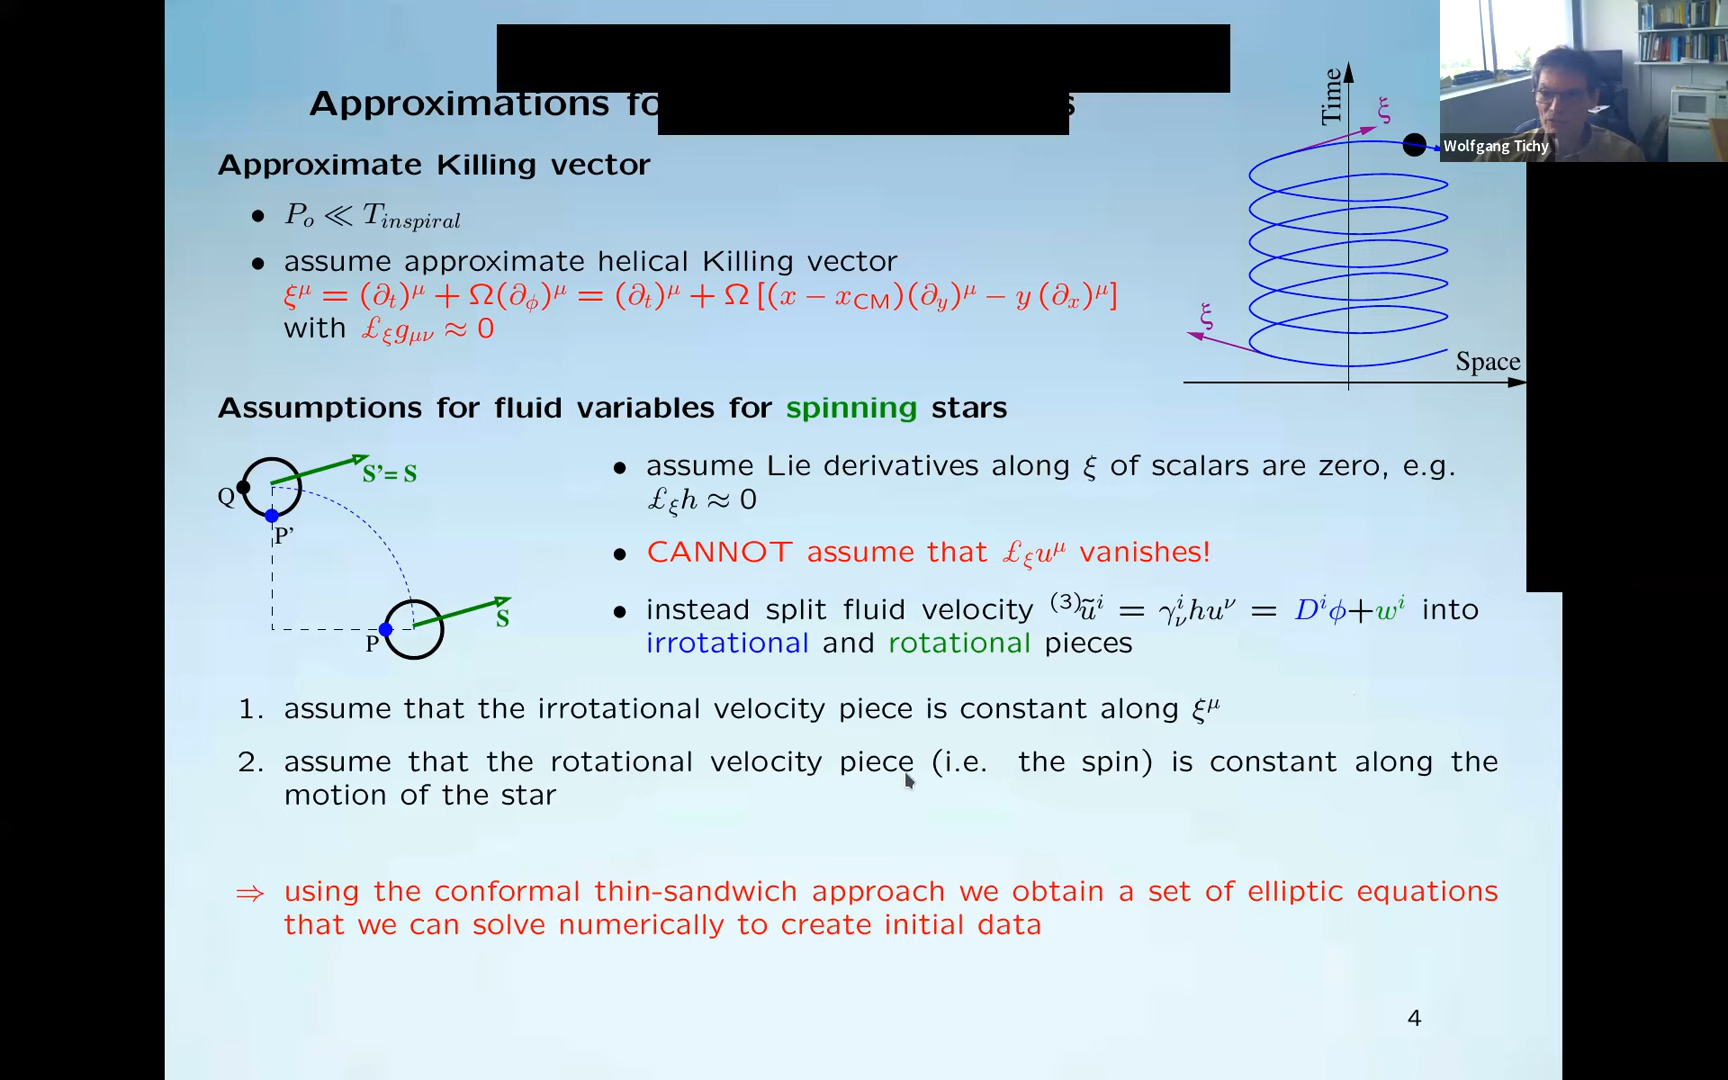 Approximations fo
Time
ξ
Wolfgang Tichy
Approximate Killing vector
• P_o ≪ T_inspiral
• assume approximate helical Killing vector
ξ^μ = (∂_t)^μ + Ω(∂_ϕ)^μ = (∂_t)^μ + Ω [(x − x_CM)(∂_y)^μ − y (∂_x)^μ]
with £_ξ g_μν ≈ 0
ξ
Space
Assumptions for fluid variables for spinning stars
S'= S
Q
P'
S
P
• assume Lie derivatives along ξ of scalars are zero, e.g.
£_ξ h ≈ 0
• CANNOT assume that £_ξ u^μ vanishes!
• instead split fluid velocity ^(3)ũ^i = γ^i_ν hu^ν = D^iϕ+w^i into
irrotational and rotational pieces
1. assume that the irrotational velocity piece is constant along ξ^μ
2. assume that the rotational velocity piece (i.e. the spin) is constant along the
motion of the star
⇒ using the conformal thin-sandwich approach we obtain a set of elliptic equations
that we can solve numerically to create initial data
4